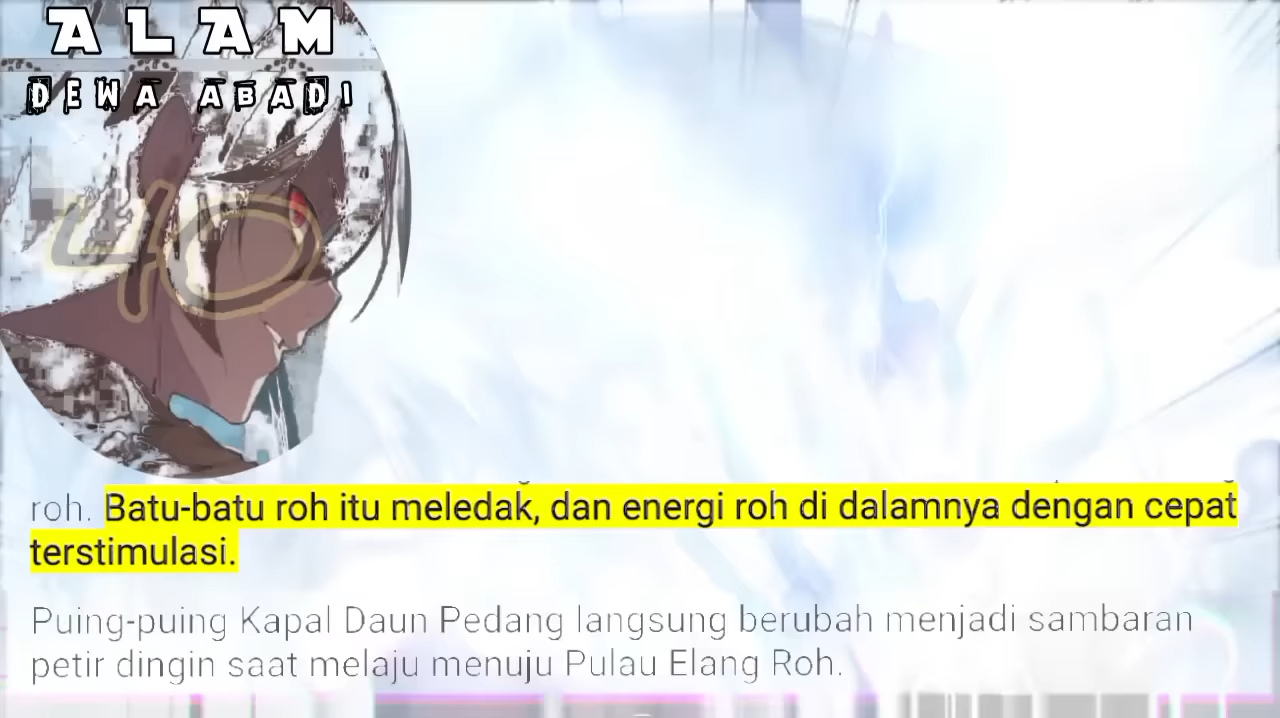 ALAM
DEWA ABADI
40
roh. Batu-batu roh itu meledak, dan energi roh di dalamnya dengan cepat
terstimulasi.
Puing-puing Kapal Daun Pedang langsung berubah menjadi sambaran
petir dingin saat melaju menuju Pulau Elang Roh.